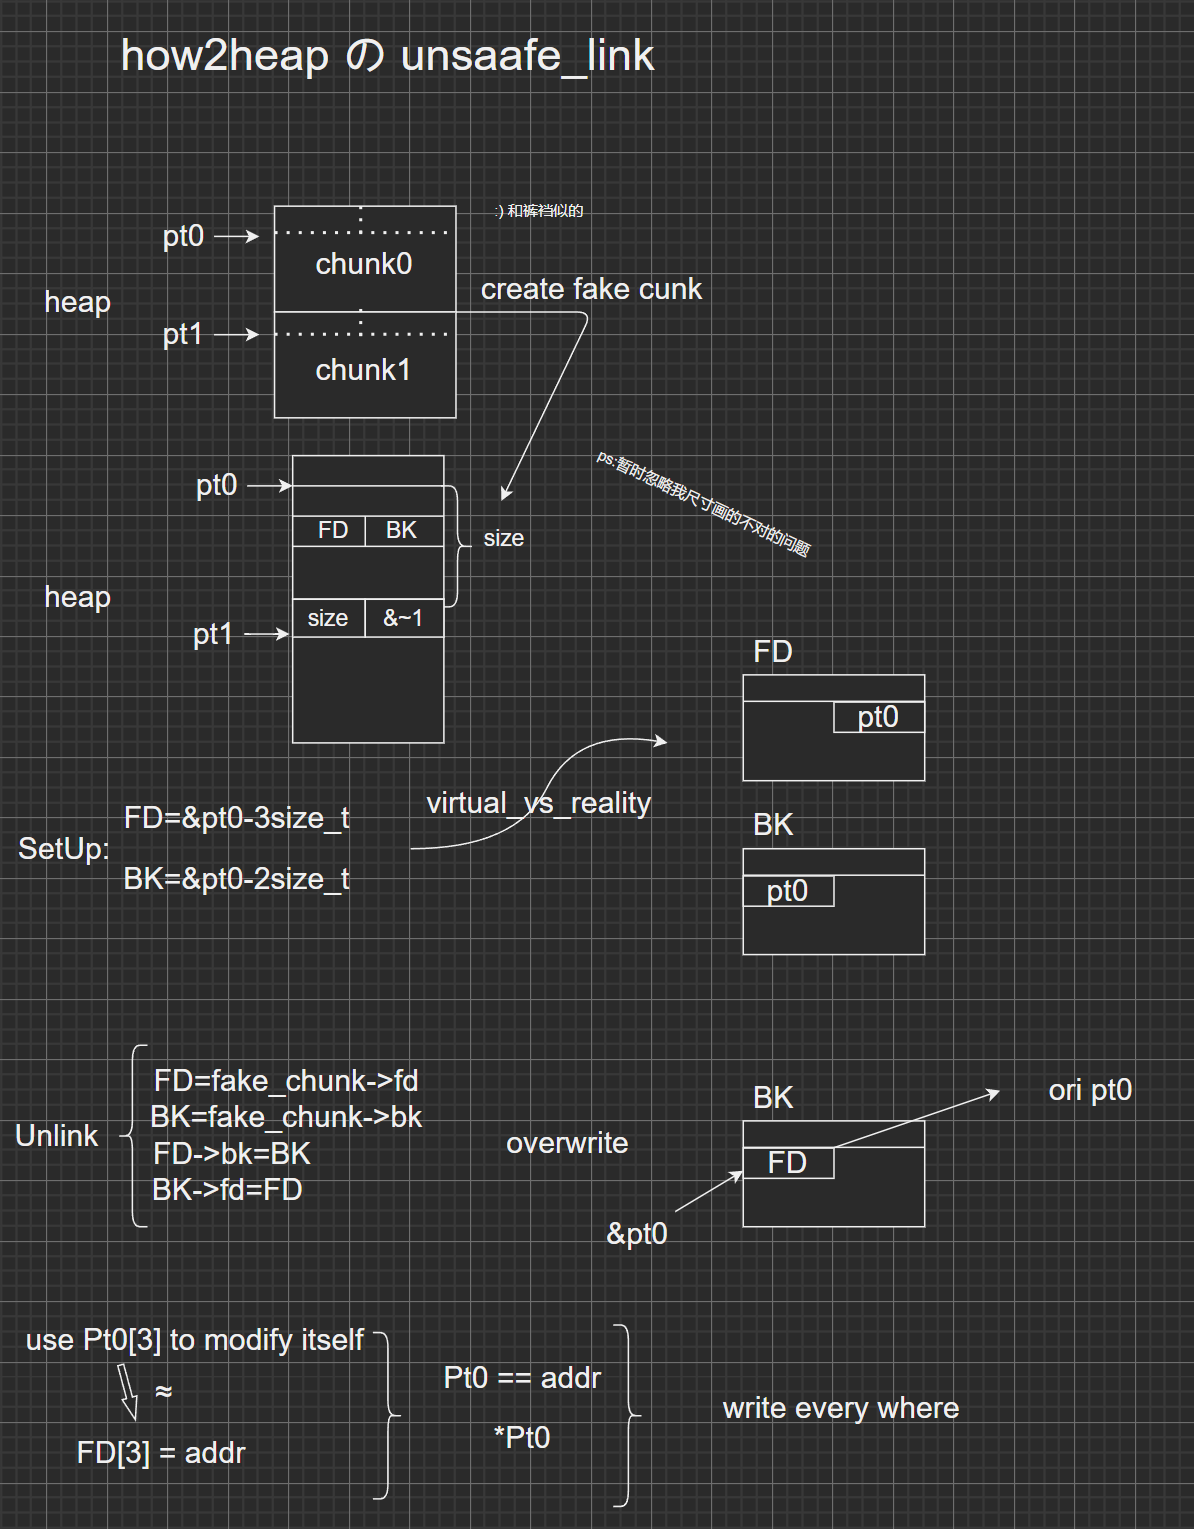 how2heap の unsaafe_link
:) 和裤裆似的
pt0
chunk0
create fake cunk
heap
pt1
chunk1
ps:暂时忽略我尺寸画的不对的问题
pt0
FD BK
size
heap
size &~1
pt1
FD
pt0
virtual_vs_reality
FD=&pt0-3size_t
SetUp:
BK=&pt0-2size_t
BK
pt0
Unlink
FD=fake_chunk->fd
BK=fake_chunk->bk
FD->bk=BK
BK->fd=FD
overwrite
BK
ori pt0
FD
&pt0
use Pt0[3] to modify itself
≈
FD[3] = addr
Pt0 == addr
*Pt0
write every where